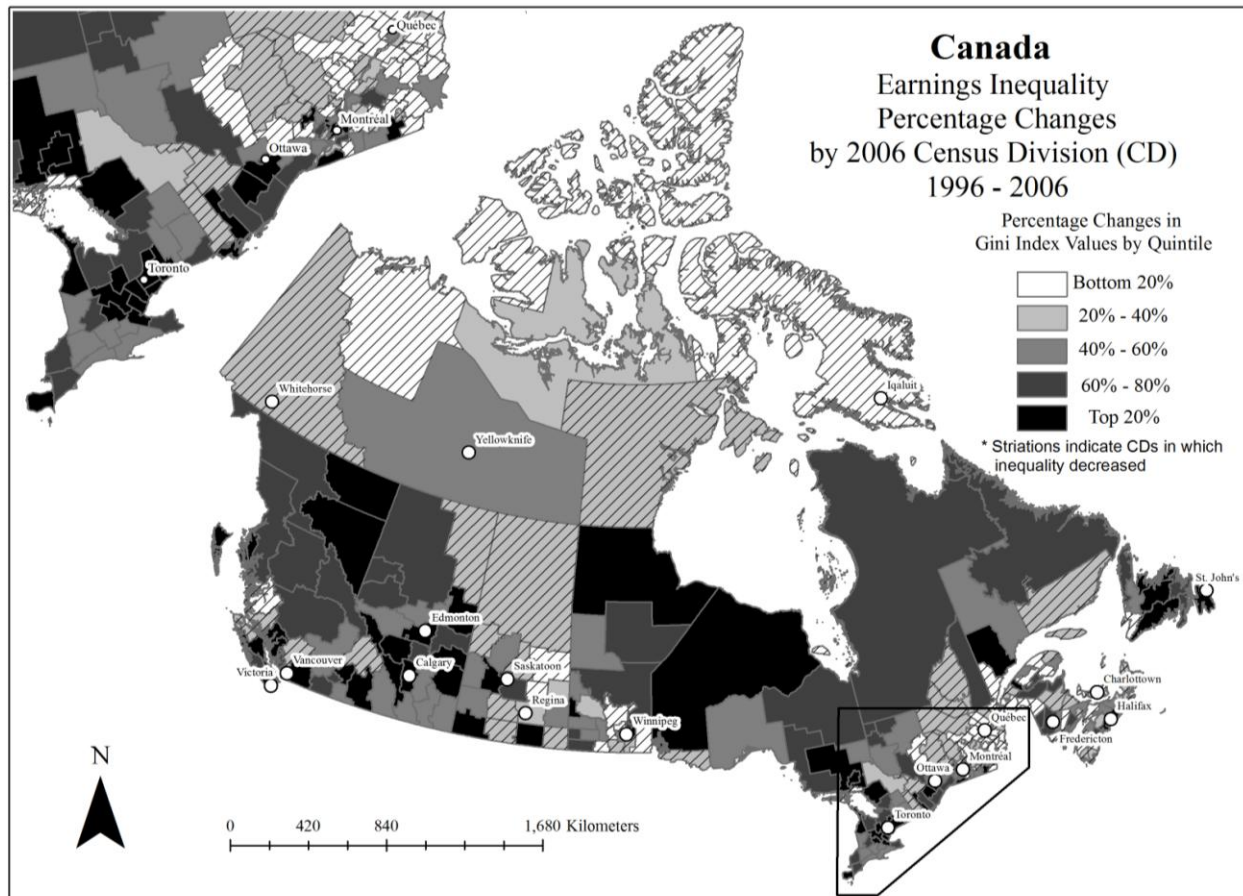 Canada
Earnings Inequality
Percentage Changes
by 2006 Census Division (CD)
1996 - 2006
Percentage Changes in
Gini Index Values by Quintile
Bottom 20%
20% - 40%
40% - 60%
60% - 80%
Top 20%
* Striations indicate CDs in which
inequality decreased
Québec
Montréal
Ottawa
Toronto
Whitehorse
Yellowknife
Iqaluit
St. John's
Edmonton
Vancouver
Victoria
Calgary
Saskatoon
Regina
Winnipeg
Charlottown
Halifax
Fredericton
Québec
Montréal
Ottawa
Toronto
N
0 420 840 1,680 Kilometers